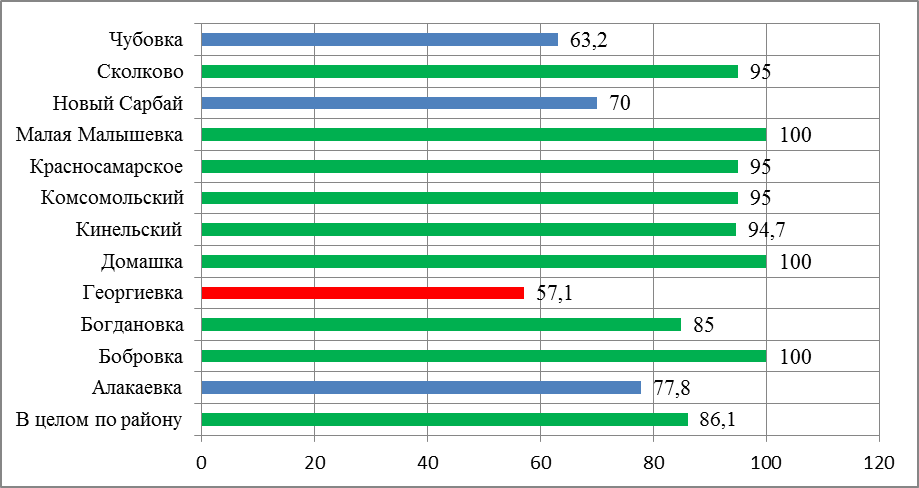 Чубовка 63,2
Сколково 95
Новый Сарбай 70
Малая Малышевка 100
Красносамарское 95
Комсомольский 95
Кинельский 94,7
Домашка 100
Георгиевка 57,1
Богдановка 85
Бобровка 100
Алакаевка 77,8
В целом по району 86,1
0 20 40 60 80 100 120